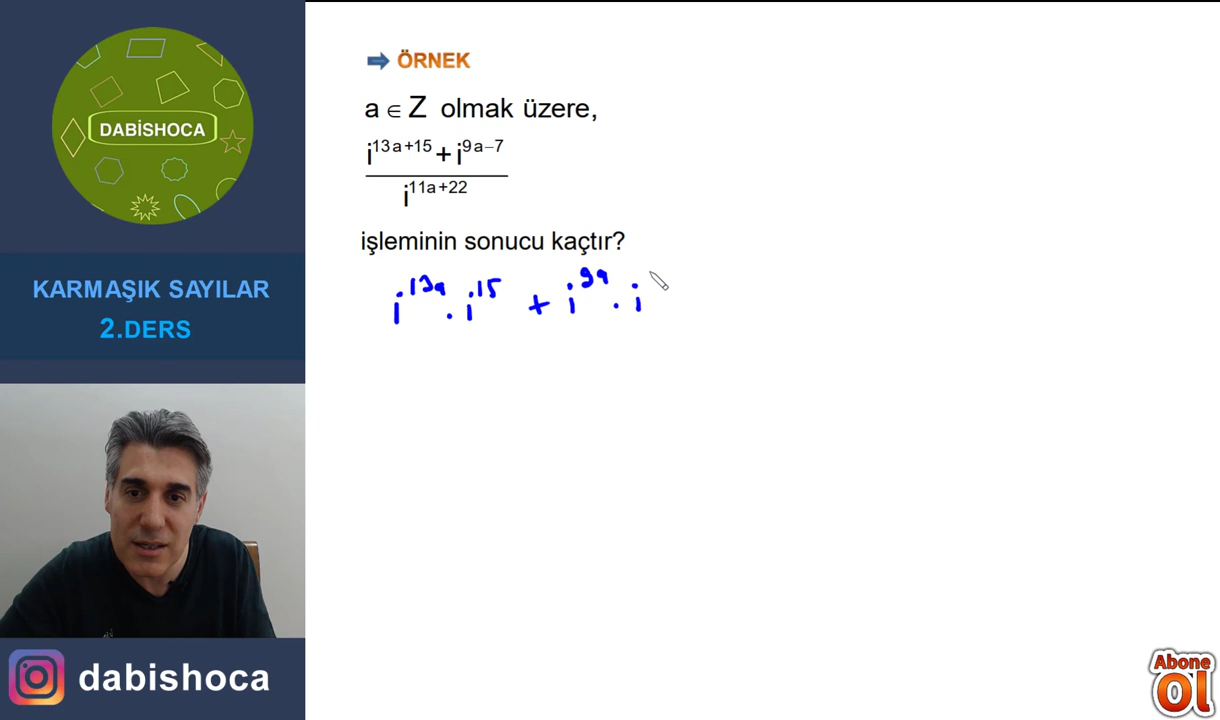 DABİSHOCA
KARMAŞIK SAYILAR
2.DERS
dabishoca
ÖRNEK
a ∈ Z olmak üzere,
i^{13a+15} + i^{9a−7}
i^{11a+22}
işleminin sonucu kaçtır?
i^{13a} . i^{15} + i^{9a} . i
Abone
ol